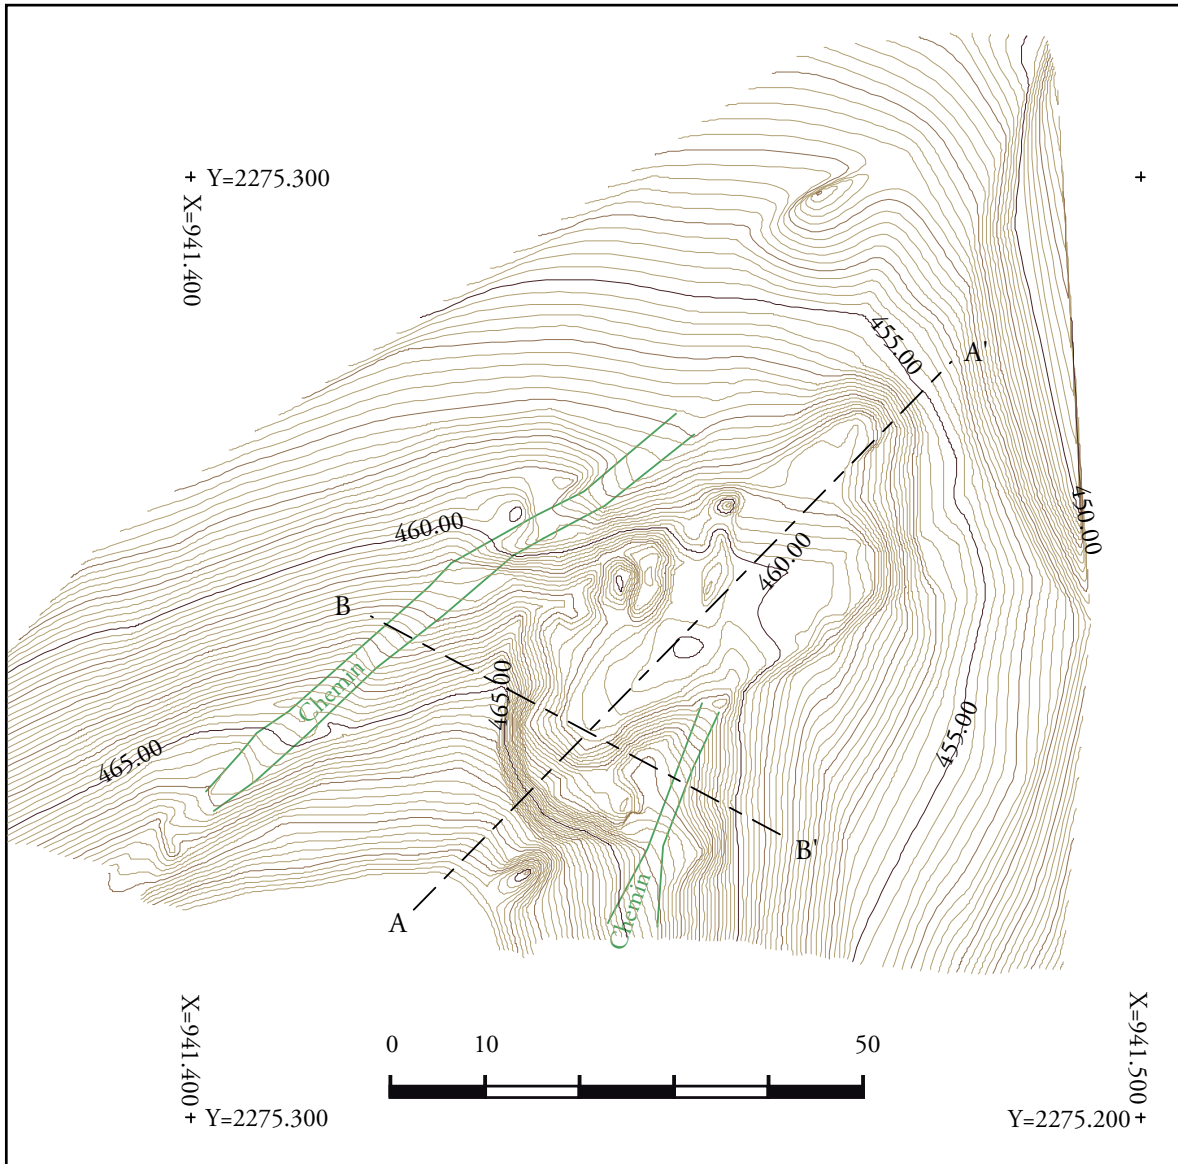 + Y=2275.300
+
X=941.400
455.00
A'
460.00
450.00
460.00
B
Chemin
465.00
465.00
455.00
B'
A
Chemin
X=941.400
X=941.500
0 10 50
+ Y=2275.300
Y=2275.200 +